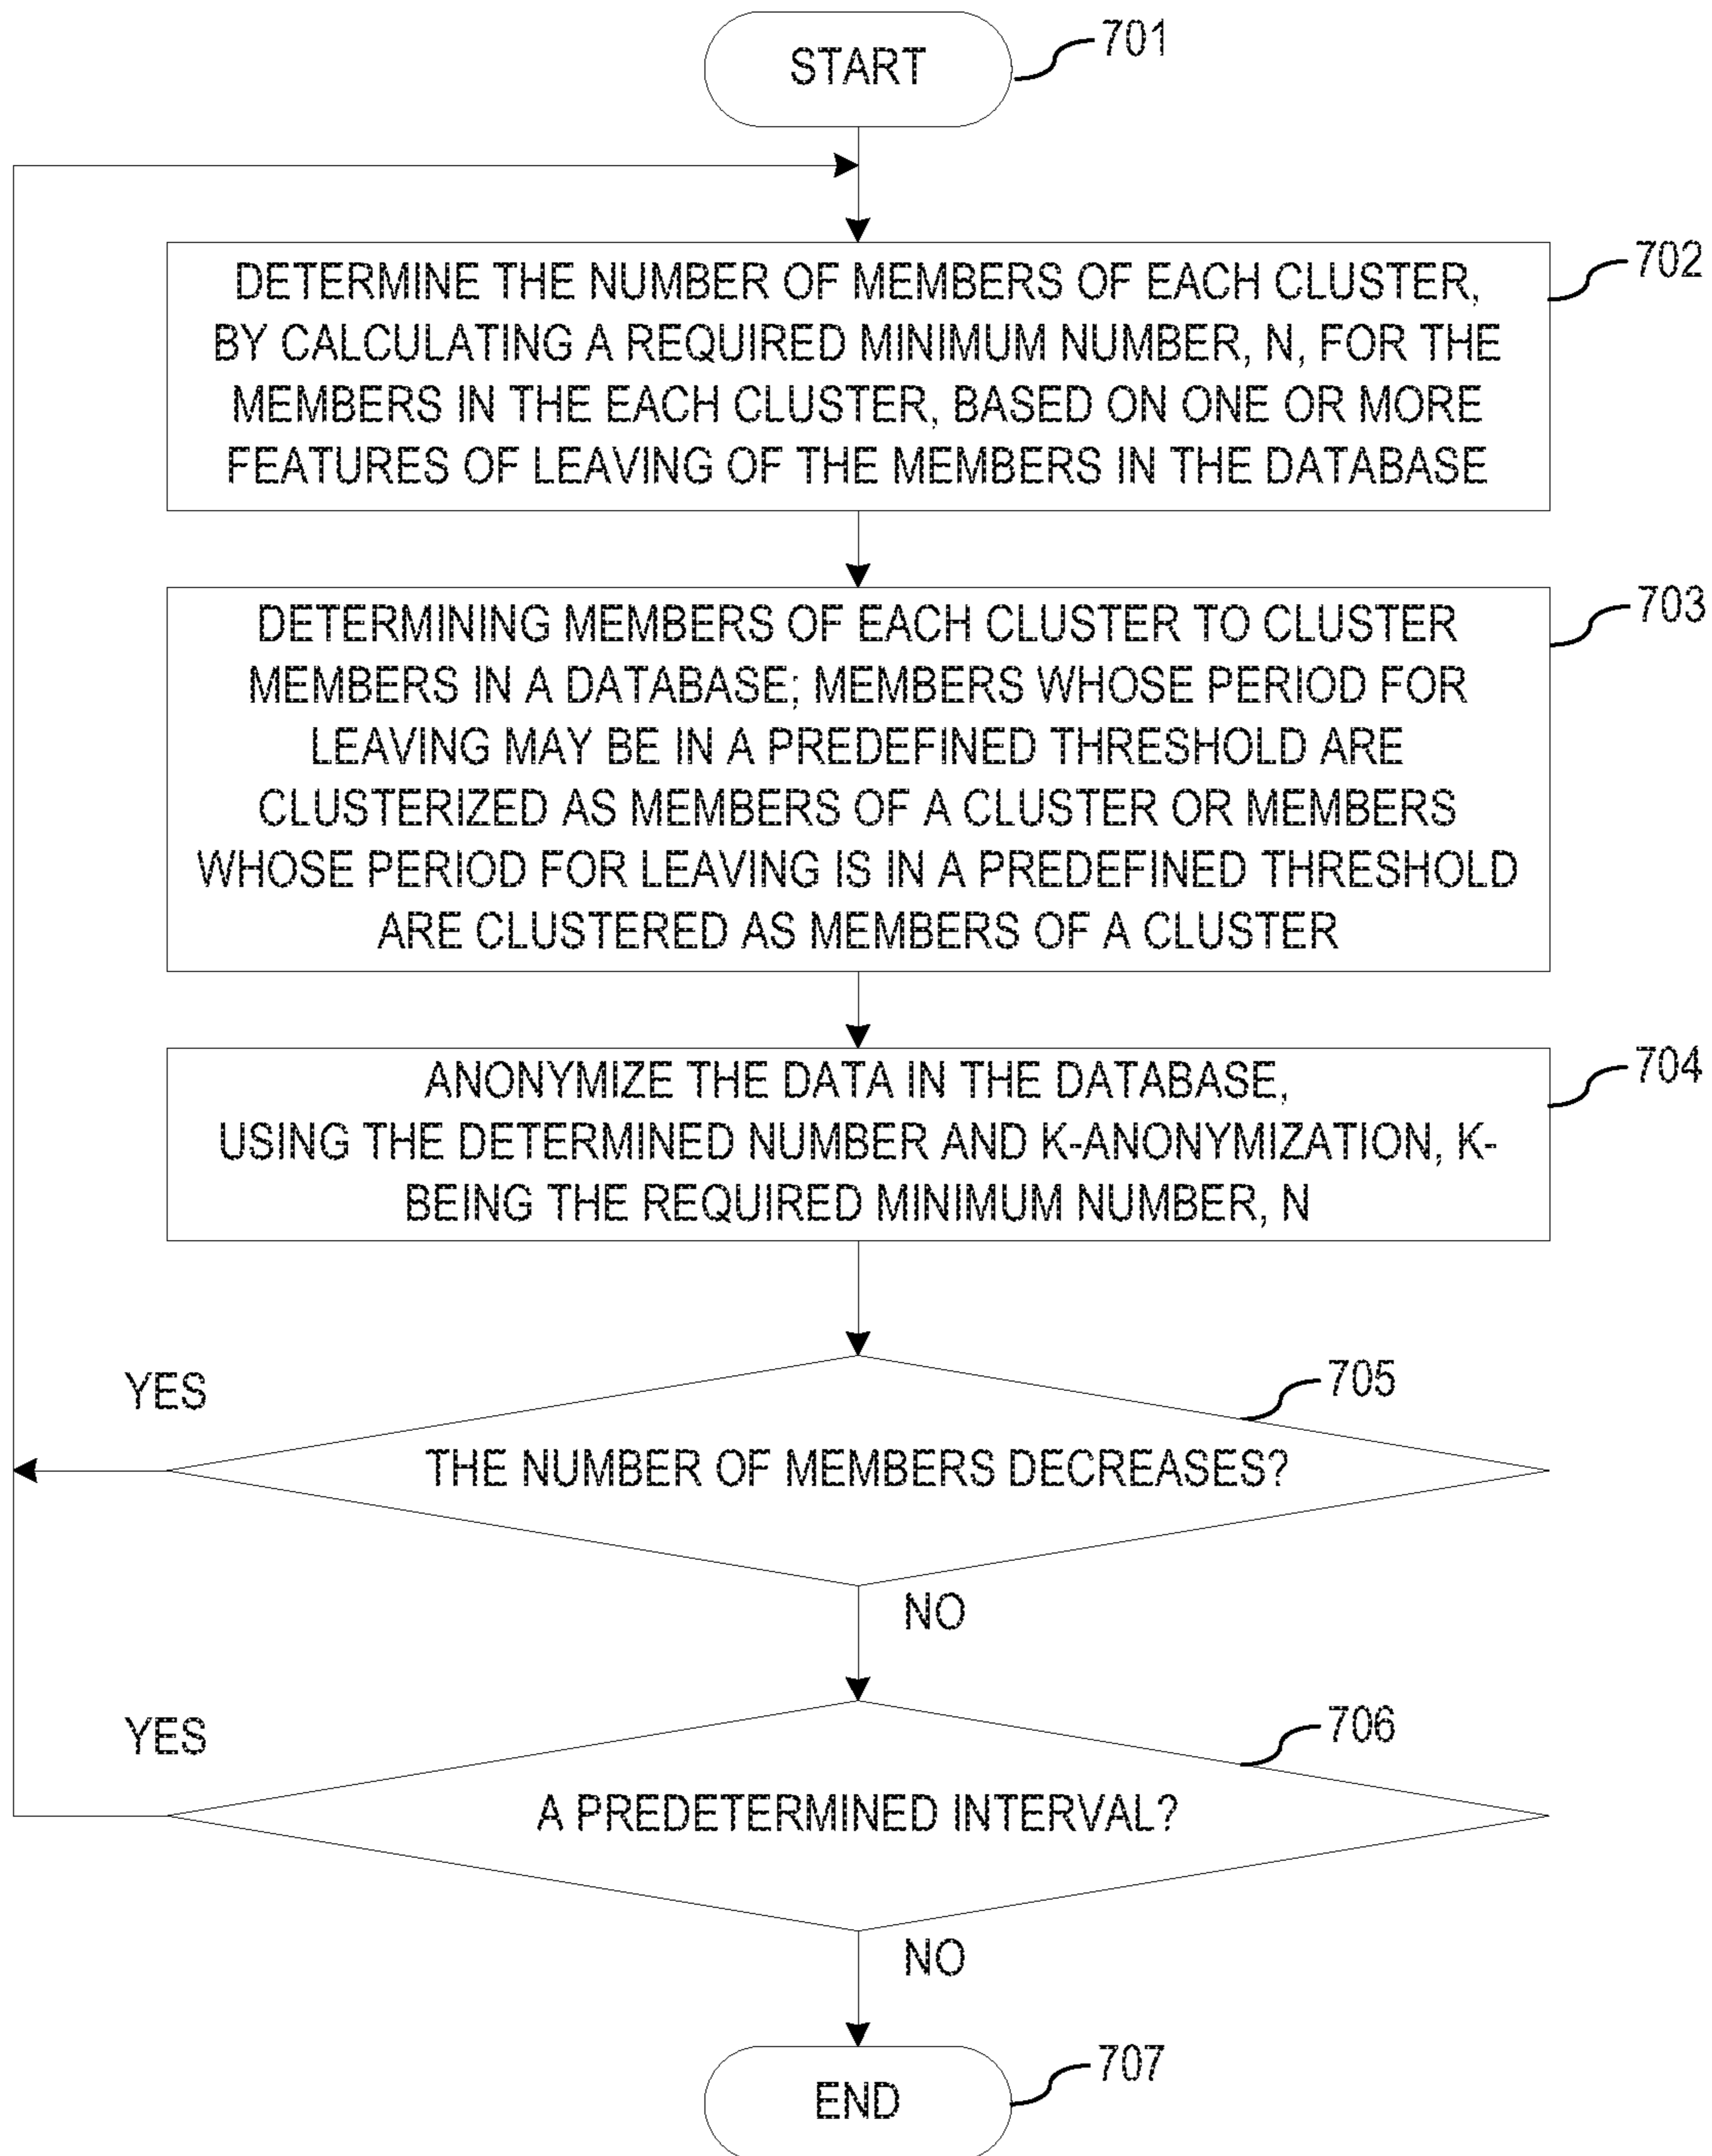 START
701
DETERMINE THE NUMBER OF MEMBERS OF EACH CLUSTER,
BY CALCULATING A REQUIRED MINIMUM NUMBER, N, FOR THE
MEMBERS IN THE EACH CLUSTER, BASED ON ONE OR MORE
FEATURES OF LEAVING OF THE MEMBERS IN THE DATABASE
702
DETERMINING MEMBERS OF EACH CLUSTER TO CLUSTER
MEMBERS IN A DATABASE; MEMBERS WHOSE PERIOD FOR
LEAVING MAY BE IN A PREDEFINED THRESHOLD ARE
CLUSTERIZED AS MEMBERS OF A CLUSTER OR MEMBERS
WHOSE PERIOD FOR LEAVING IS IN A PREDEFINED THRESHOLD
ARE CLUSTERED AS MEMBERS OF A CLUSTER
703
ANONYMIZE THE DATA IN THE DATABASE,
USING THE DETERMINED NUMBER AND K-ANONYMIZATION, K-
BEING THE REQUIRED MINIMUM NUMBER, N
704
YES
705
THE NUMBER OF MEMBERS DECREASES?
NO
YES
706
A PREDETERMINED INTERVAL?
NO
END
707